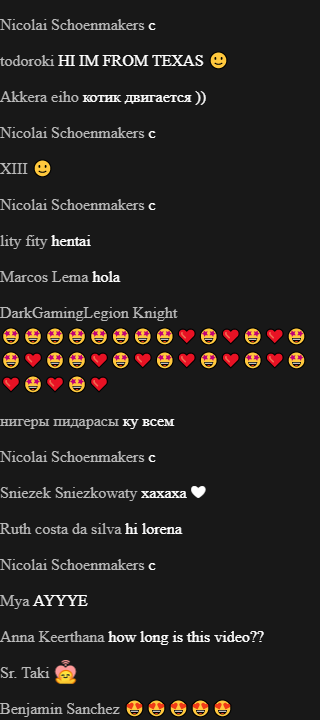 Nicolai Schoenmakers c
todoroki HI IM FROM TEXAS 🙂
Akkera eiho котик двигается ))
Nicolai Schoenmakers c
XIII 🙂
Nicolai Schoenmakers c
lity fity hentai
Marcos Lema hola
DarkGamingLegion Knight
🤩🤩🤩🤩🤩🤩🤩🤩❤🤩❤🤩❤🤩
🤩❤🤩🤩❤🤩❤🤩❤🤩❤🤩❤🤩
❤🤩❤🤩❤
нигеры пидарасы ку всем
Nicolai Schoenmakers c
Sniezek Sniezkowaty xaxaxa 🤍
Ruth costa da silva hi lorena
Nicolai Schoenmakers c
Mya AYYYE
Anna Keerthana how long is this video??
Sr. Taki
Benjamin Sanchez 😍😍😍😍😍